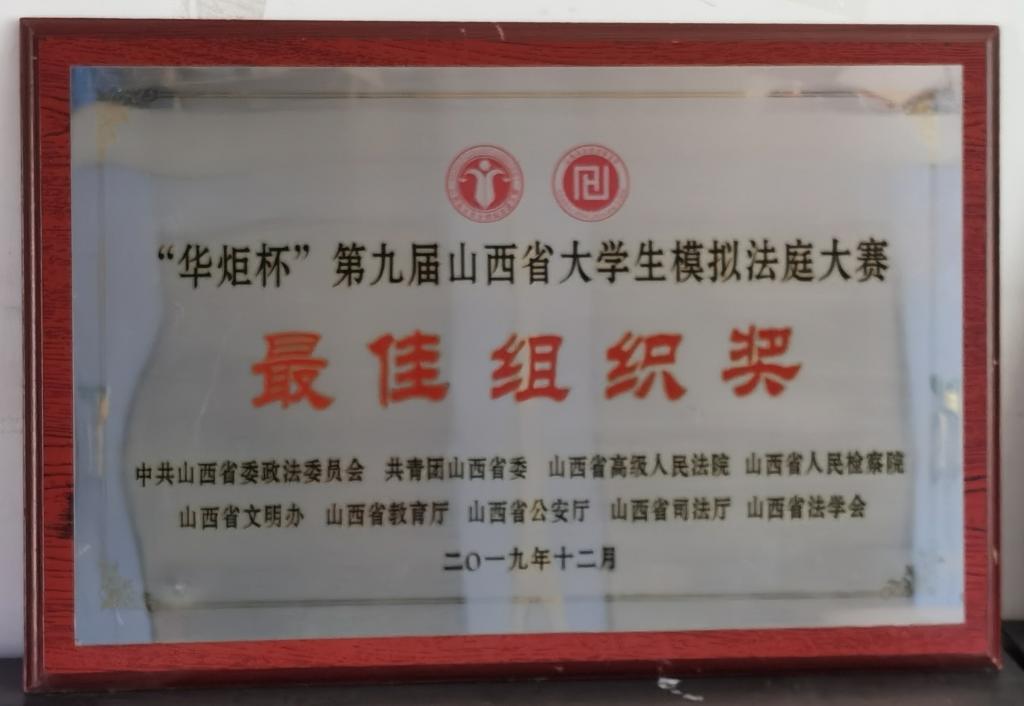 “华炬杯”第九届山西省大学生模拟法庭大赛
最佳组织奖
中共山西省委政法委员会 共青团山西省委 山西省高级人民法院 山西省人民检察院
山西省文明办 山西省教育厅 山西省公安厅 山西省司法厅 山西省法学会
二〇一九年十二月